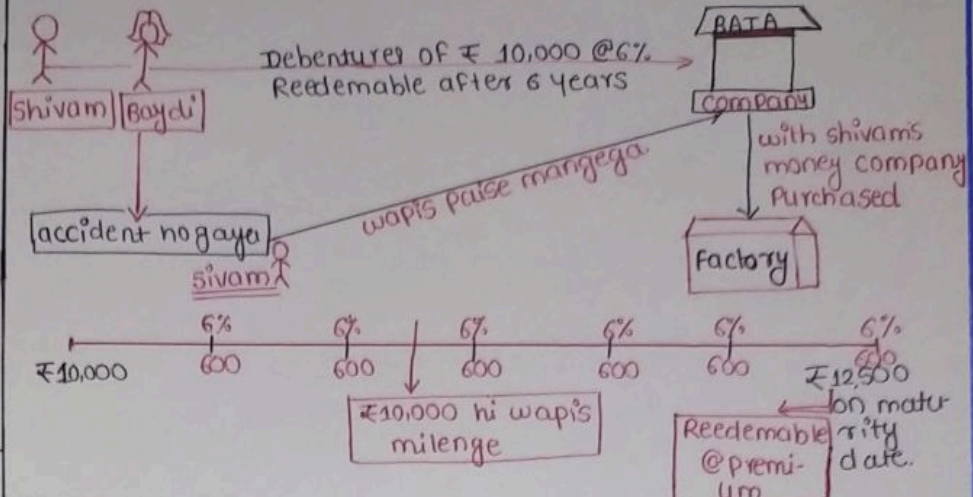 BATA
Debentures of ₹ 10,000 @6%
Reedemable after 6 years
Shivam
Baydi
Company
with shivam's
money company
Purchased
wapis paise mangega
accident hogaya
sivam
Factory
6% 6% 6% 6% 6% 6%
₹10,000 600 600 600 600 600 600
₹12,500
on matu-
rity
date.
₹10,000 hi wapis
milenge
Reedemable
@premi-
um